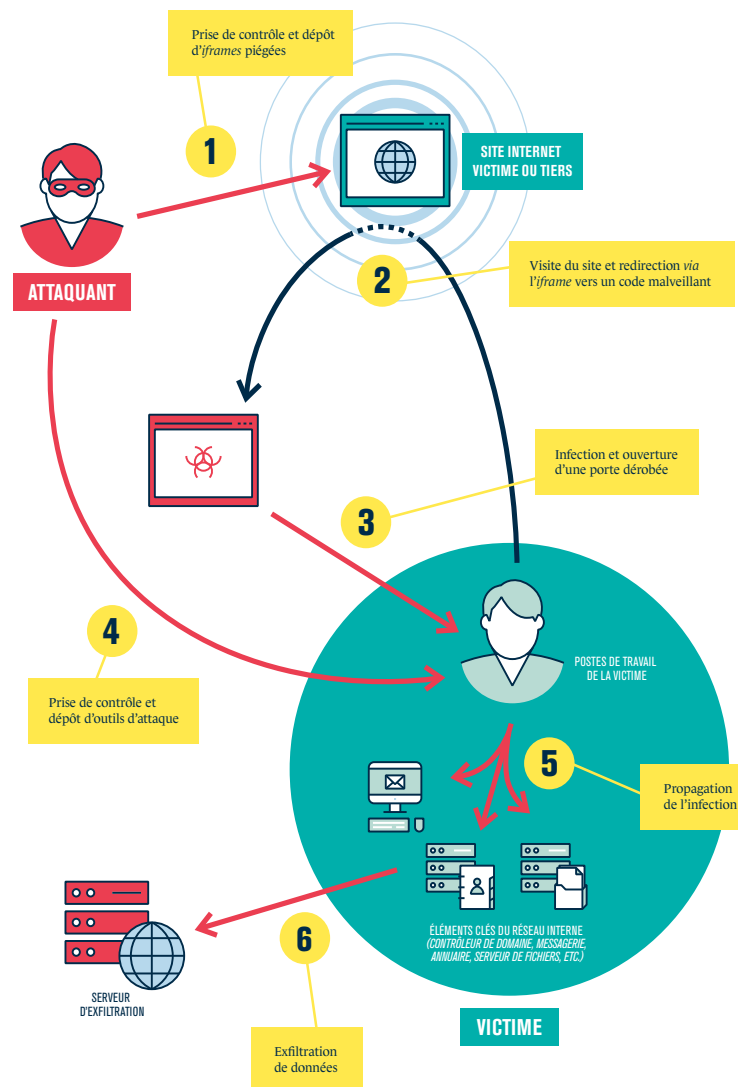 Prise de contrôle et dépôt
d'iframes piégées
1
SITE INTERNET
VICTIME OU TIERS
ATTAQUANT
2
Visite du site et redirection via
l'iframe vers un code malveillant
Infection et ouverture
d'une porte dérobée
3
4
Prise de contrôle et
dépôt d'outils d'attaque
POSTES DE TRAVAIL
DE LA VICTIME
5
Propagation
de l'infection
ÉLÉMENTS CLÉS DU RÉSEAU INTERNE
(CONTRÔLEUR DE DOMAINE, MESSAGERIE,
ANNUAIRE, SERVEUR DE FICHIERS, ETC.)
6
SERVEUR
D'EXFILTRATION
VICTIME
Exfiltration
de données